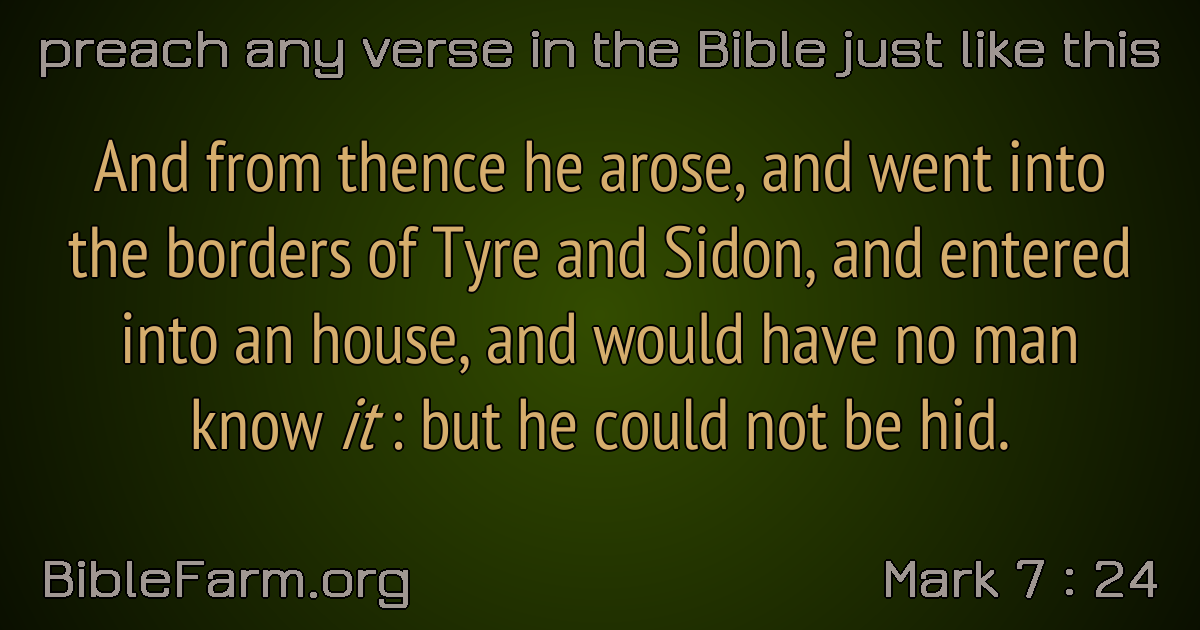 preach any verse in the Bible just like this
And from thence he arose, and went into
the borders of Tyre and Sidon, and entered
into an house, and would have no man
know it : but he could not be hid.
BibleFarm.org
Mark 7 : 24